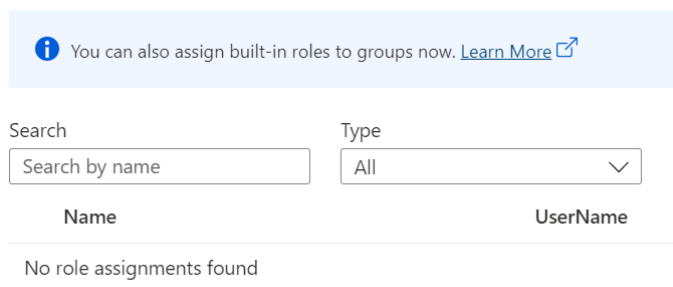 You can also assign built-in roles to groups now. Learn More
Search Type
Search by name All
Name UserName
No role assignments found